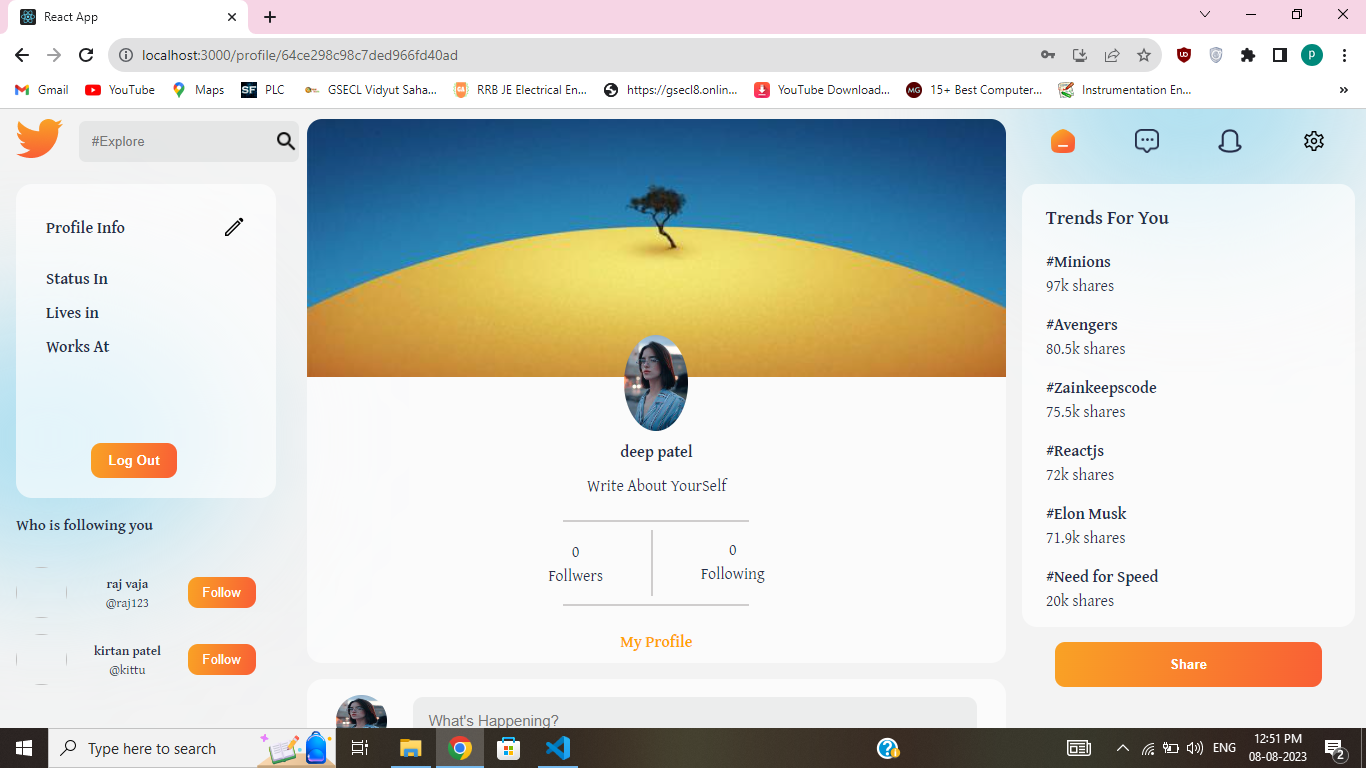 React App
localhost:3000/profile/64ce298c98c7ded966fd40ad
P
Gmail
YouTube
Maps
SF PLC
GSECL Vidyut Saha...
RRB JE Electrical En...
https://gsecl8.onlin...
YouTube Download...
MG 15+ Best Computer...
Instrumentation En...
»
#Explore
Profile Info
Status In
Lives in
Works At
Log Out
Who is following you
raj vaja
@raj123
Follow
kirtan patel
@kittu
Follow
deep patel
Write About YourSelf
0
Follwers
0
Following
My Profile
What's Happening?
Trends For You
#Minions
97k shares
#Avengers
80.5k shares
#Zainkeepscode
75.5k shares
#Reactjs
72k shares
#Elon Musk
71.9k shares
#Need for Speed
20k shares
Share
Type here to search
ENG
12:51 PM
08-08-2023
2